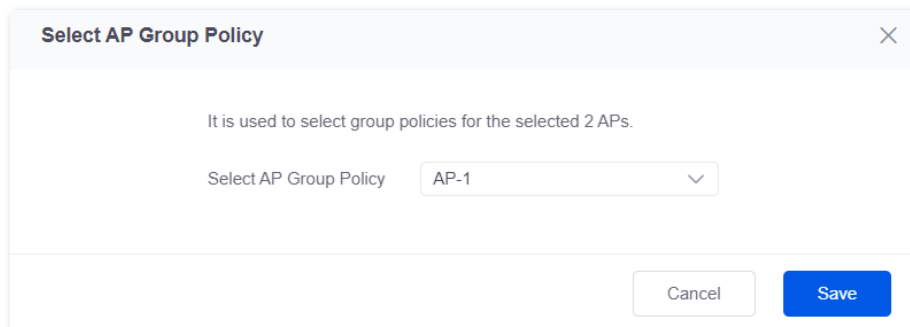 Select AP Group Policy
It is used to select group policies for the selected 2 APs.
Select AP Group Policy AP-1
Cancel Save